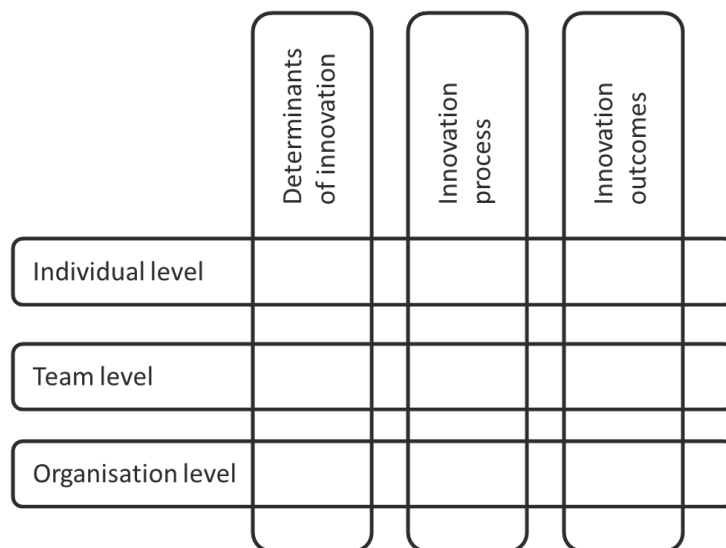 Determinants
of innovation
Innovation
process
Innovation
outcomes
Individual level
Team level
Organisation level